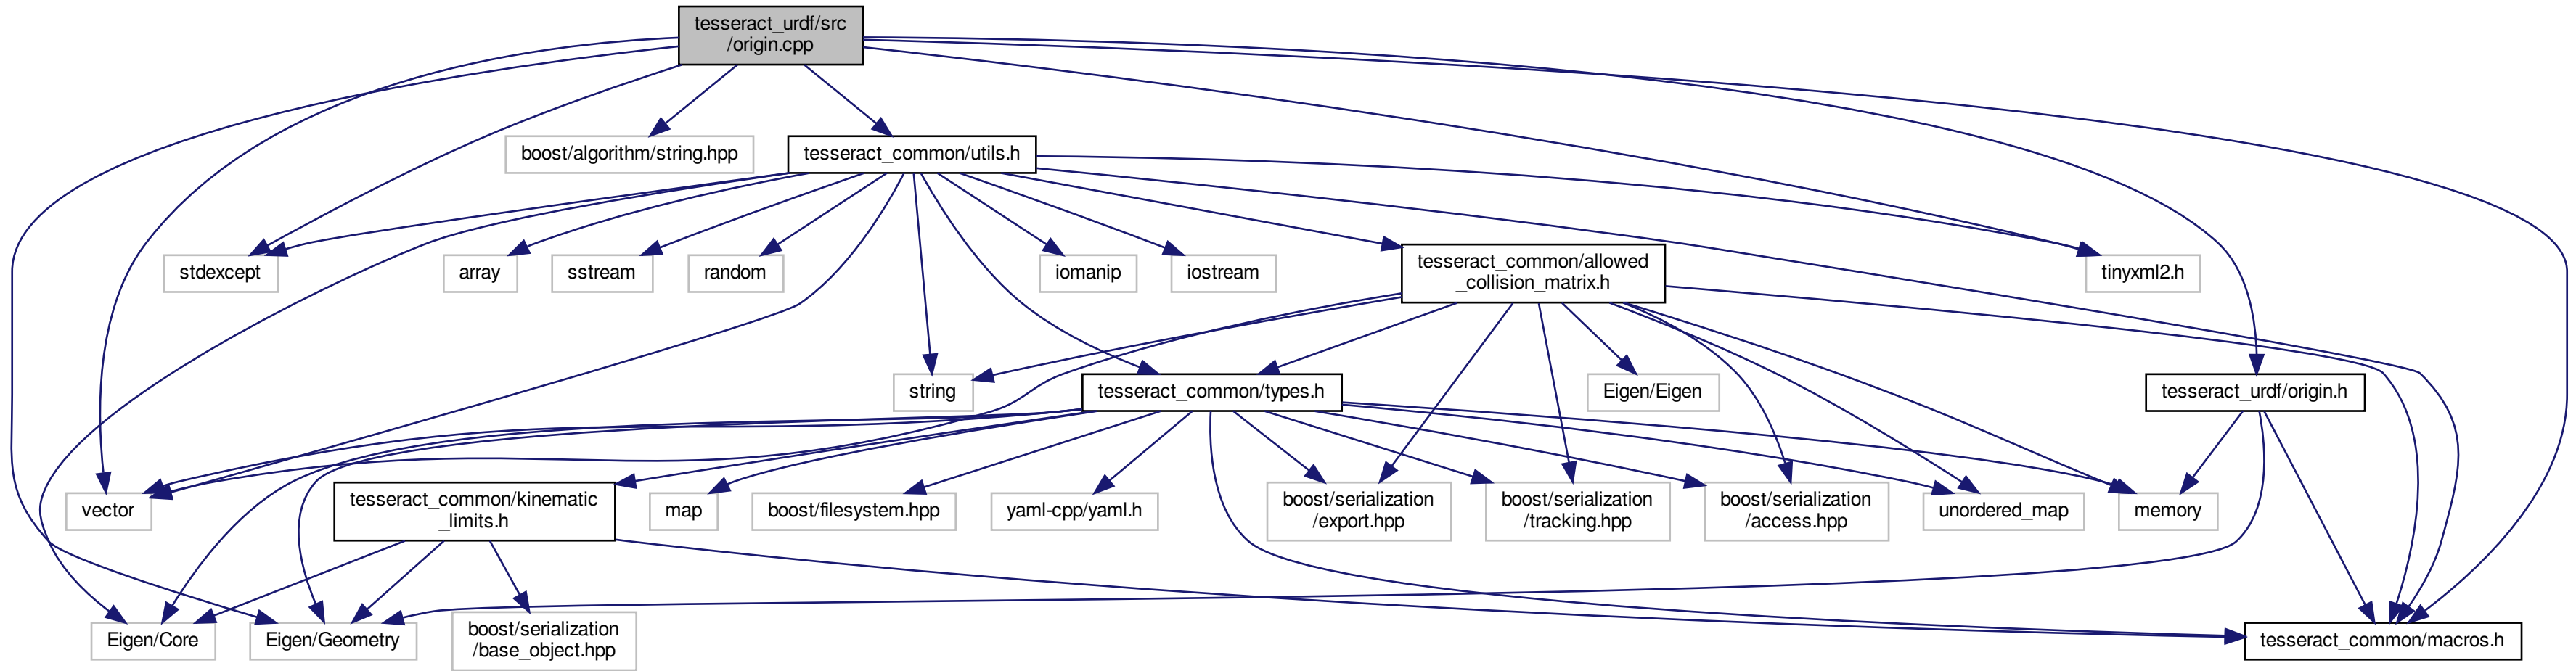 tesseract_urdf/src
/origin.cpp
boost/algorithm/string.hpp
tesseract_common/utils.h
stdexcept
array
sstream
random
iomanip
iostream
tesseract_common/allowed
_collision_matrix.h
tinyxml2.h
string
tesseract_common/types.h
Eigen/Eigen
tesseract_urdf/origin.h
vector
tesseract_common/kinematic
_limits.h
map
boost/filesystem.hpp
yaml-cpp/yaml.h
boost/serialization
/export.hpp
boost/serialization
/tracking.hpp
boost/serialization
/access.hpp
unordered_map
memory
Eigen/Core
Eigen/Geometry
boost/serialization
/base_object.hpp
tesseract_common/macros.h